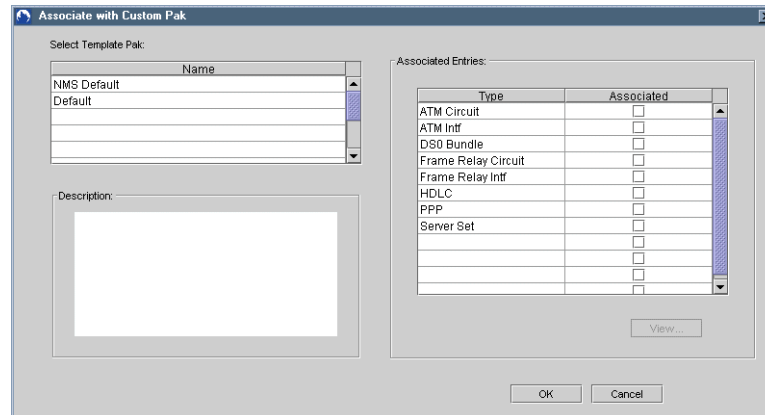 Associate with Custom Pak
Select Template Pak:
Name
NMS Default
Default
Description:
Associated Entries:
Type Associated
ATM Circuit
ATM Intf
DS0 Bundle
Frame Relay Circuit
Frame Relay Intf
HDLC
PPP
Server Set
View...
OK Cancel